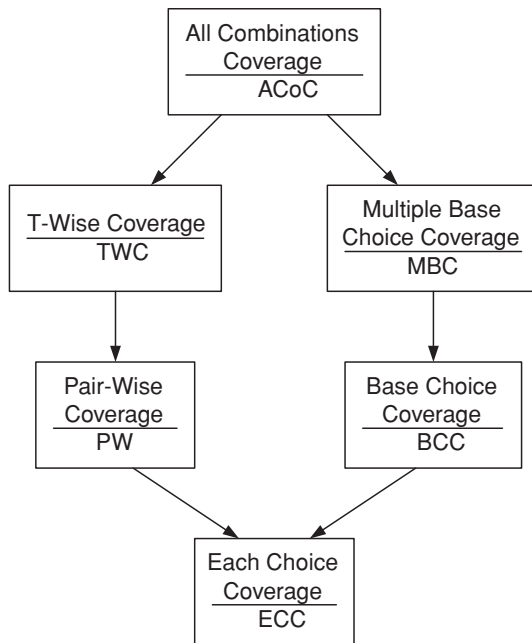 All Combinations
Coverage
ACoC
T-Wise Coverage
TWC
Multiple Base
Choice Coverage
MBC
Pair-Wise
Coverage
PW
Base Choice
Coverage
BCC
Each Choice
Coverage
ECC